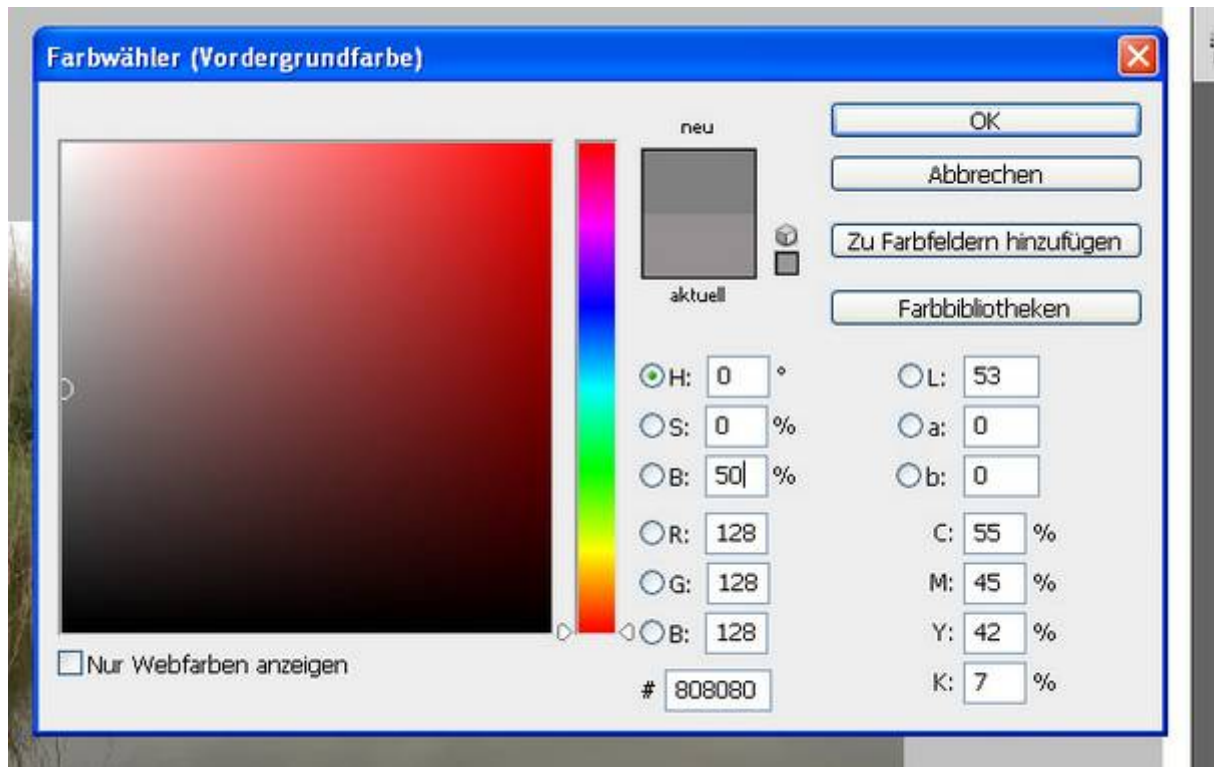 Farbwähler (Vordergrundfarbe)
neu
aktuell
OK
Abbrechen
Zu Farbfeldern hinzufügen
Farbbibliotheken
H: 0 °
S: 0 %
B: 50 %
R: 128
G: 128
B: 128
# 808080
L: 53
a: 0
b: 0
C: 55 %
M: 45 %
Y: 42 %
K: 7 %
Nur Webfarben anzeigen